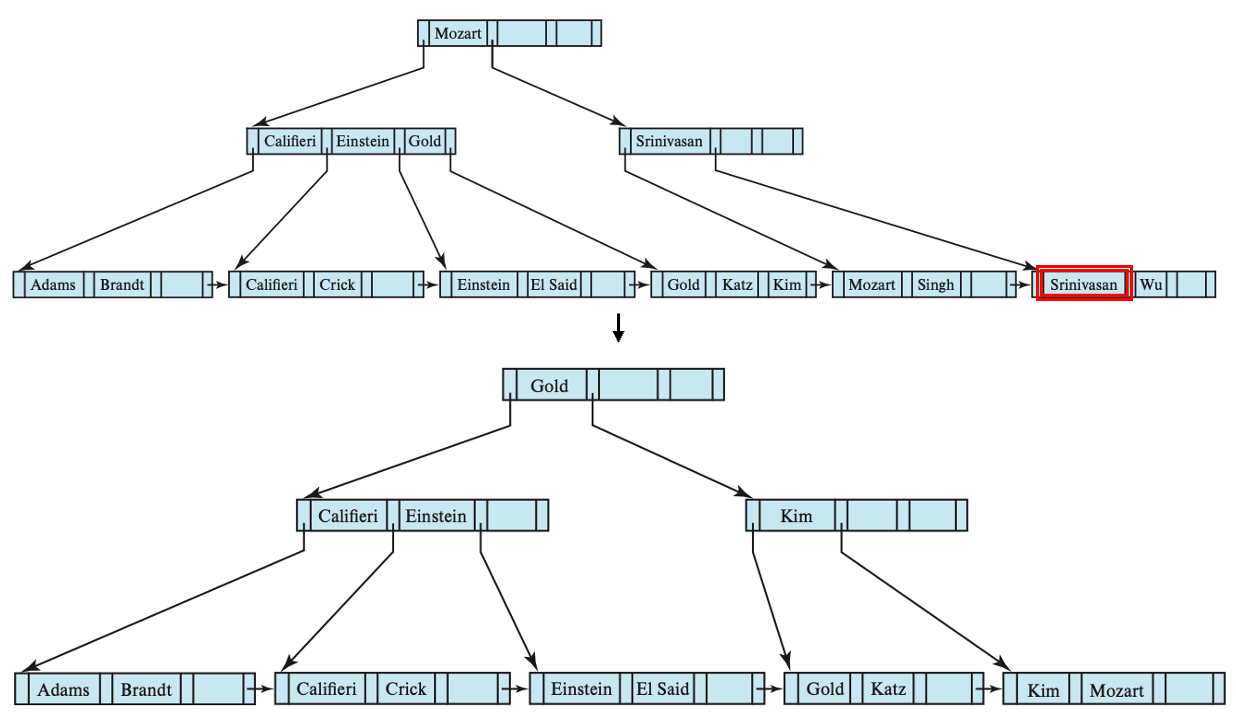 Mozart
Califieri Einstein Gold
Srinivasan
Adams Brandt
Califieri Crick
Einstein El Said
Gold Katz Kim
Mozart Singh
Srinivasan Wu
Gold
Califieri Einstein
Kim
Adams Brandt
Califieri Crick
Einstein El Said
Gold Katz
Kim Mozart